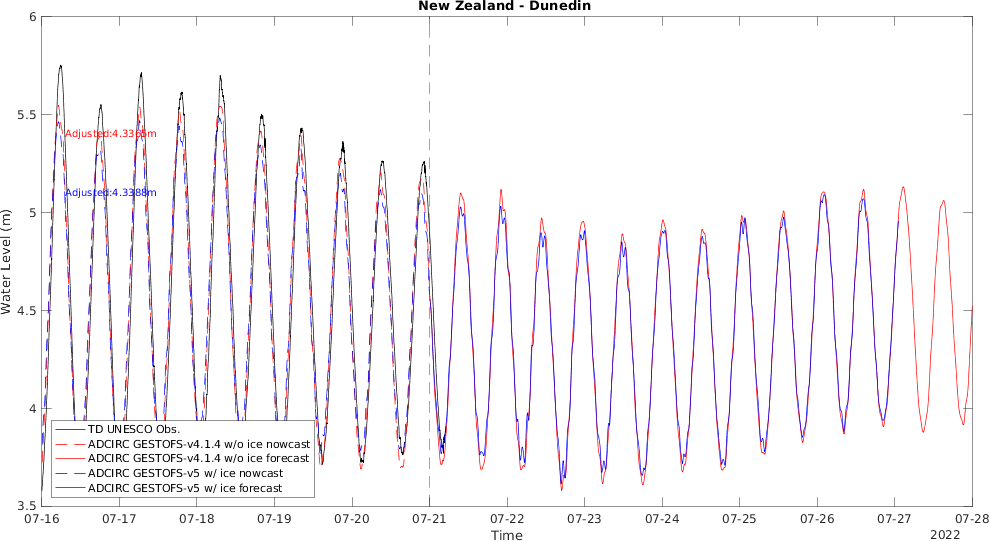 New Zealand - Dunedin
6
5.5
5
4.5
4
3.5
Water Level (m)
Adjusted:4.3365m
Adjusted:4.3388m
TD UNESCO Obs.
ADCIRC GESTOFS-v4.1.4 w/o ice nowcast
ADCIRC GESTOFS-v4.1.4 w/o ice forecast
ADCIRC GESTOFS-v5 w/ ice nowcast
ADCIRC GESTOFS-v5 w/ ice forecast
07-16 07-17 07-18 07-19 07-20 07-21 07-22 07-23 07-24 07-25 07-26 07-27 07-28
Time
2022